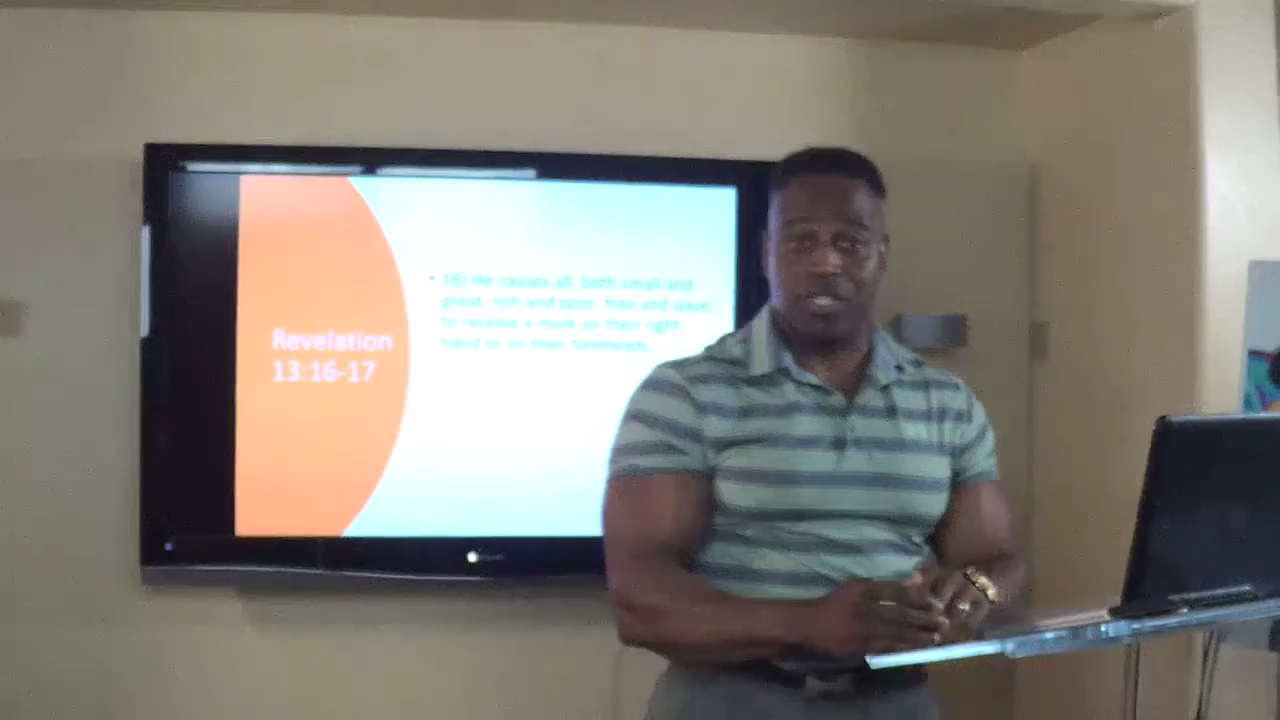 Revelation
13:16-17
• 16) He causes all, both small and
great, rich and poor, free and slave,
to receive a mark on their right
hand or on their foreheads,